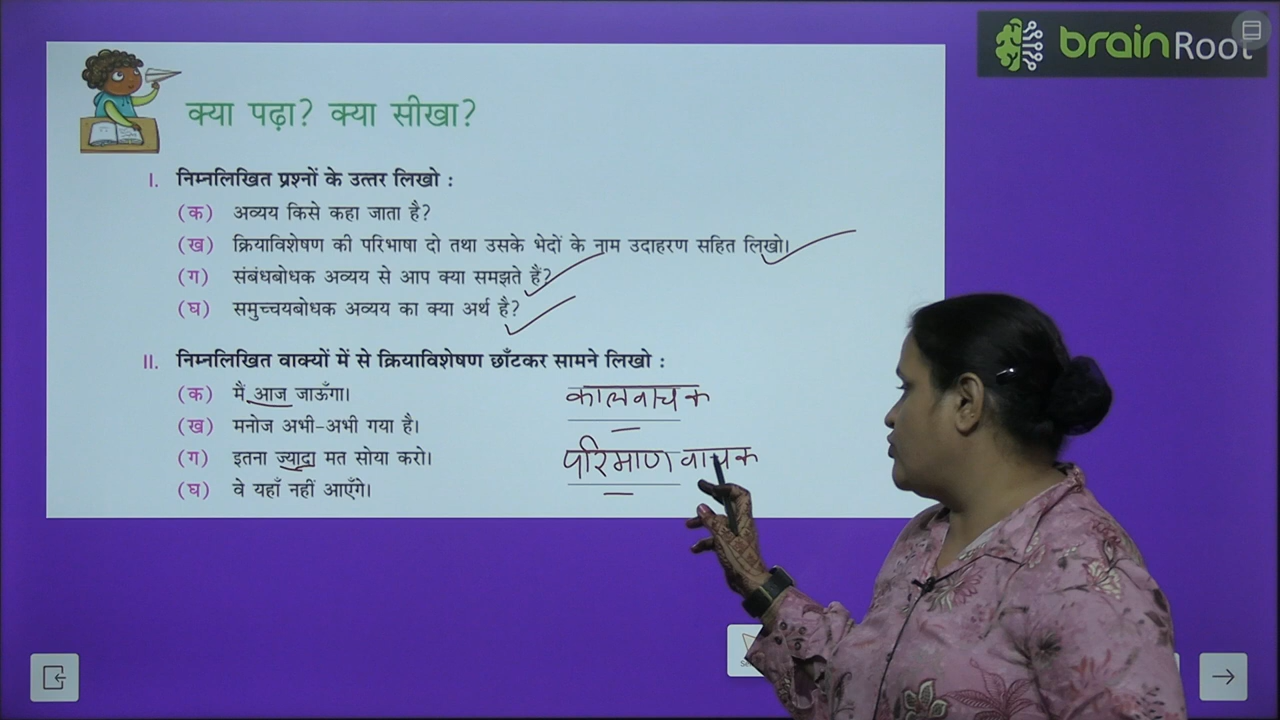 brainRoot
क्या पढ़ा? क्या सीखा?
I. निम्नलिखित प्रश्नों के उत्तर लिखो :
(क) अव्यय किसे कहा जाता है?
(ख) क्रियाविशेषण की परिभाषा दो तथा उसके भेदों के नाम उदाहरण सहित लिखो।
(ग) संबंधबोधक अव्यय से आप क्या समझते हैं?
(घ) समुच्चयबोधक अव्यय का क्या अर्थ है?
II. निम्नलिखित वाक्यों में से क्रियाविशेषण छाँटकर सामने लिखो :
(क) मैं आज जाऊँगा। कालवाचक
(ख) मनोज अभी-अभी गया है।
(ग) इतना ज्यादा मत सोया करो। परिमाण वाचक
(घ) वे यहाँ नहीं आएँगे।